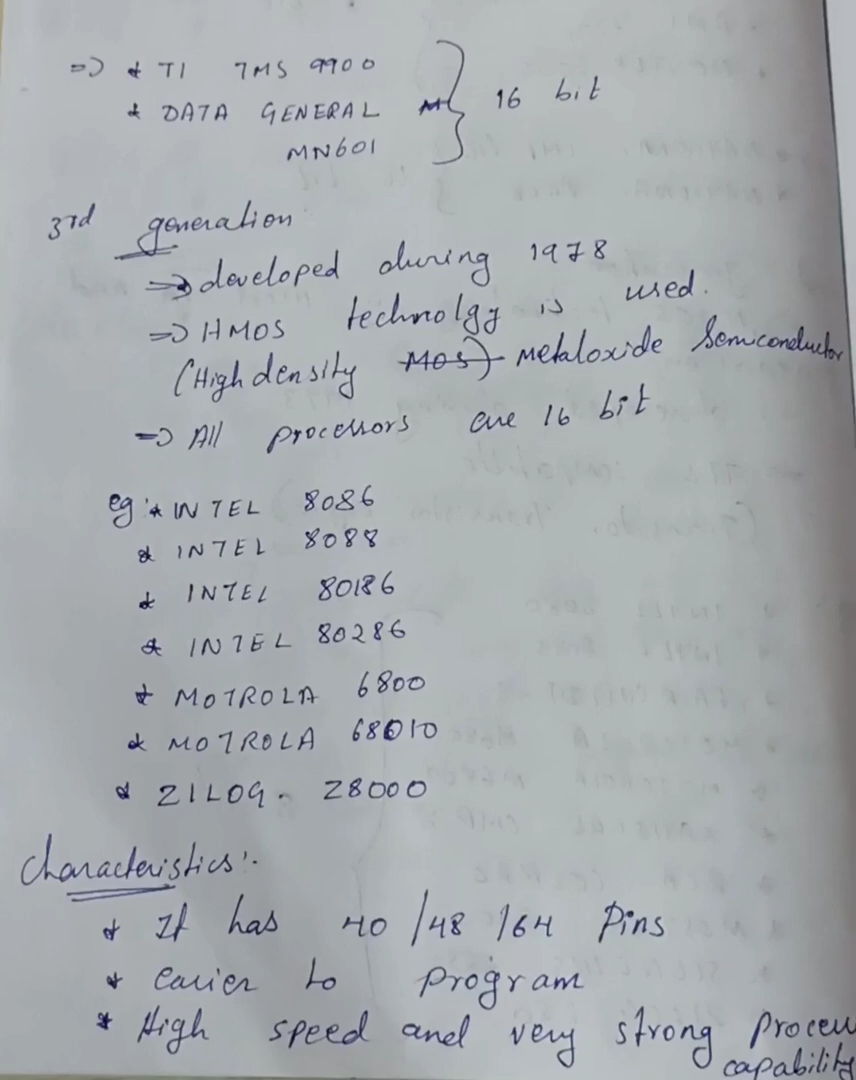 => * TI TMS 9900
* DATA GENERAL } 16 bit
MN601
3rd generation
=> developed during 1978
=> HMOS technolgy is used.
(High density MOS) metaloxide Semiconductor
=> All processors are 16 bit
eg:* INTEL 8086
* INTEL 8088
* INTEL 80186
* INTEL 80286
* MOTROLA 6800
* MOTROLA 68010
* ZILOG. Z8000
Characteristics:.
* It has 40/48/64 Pins
* Easier to program
* High speed and very strong
capability